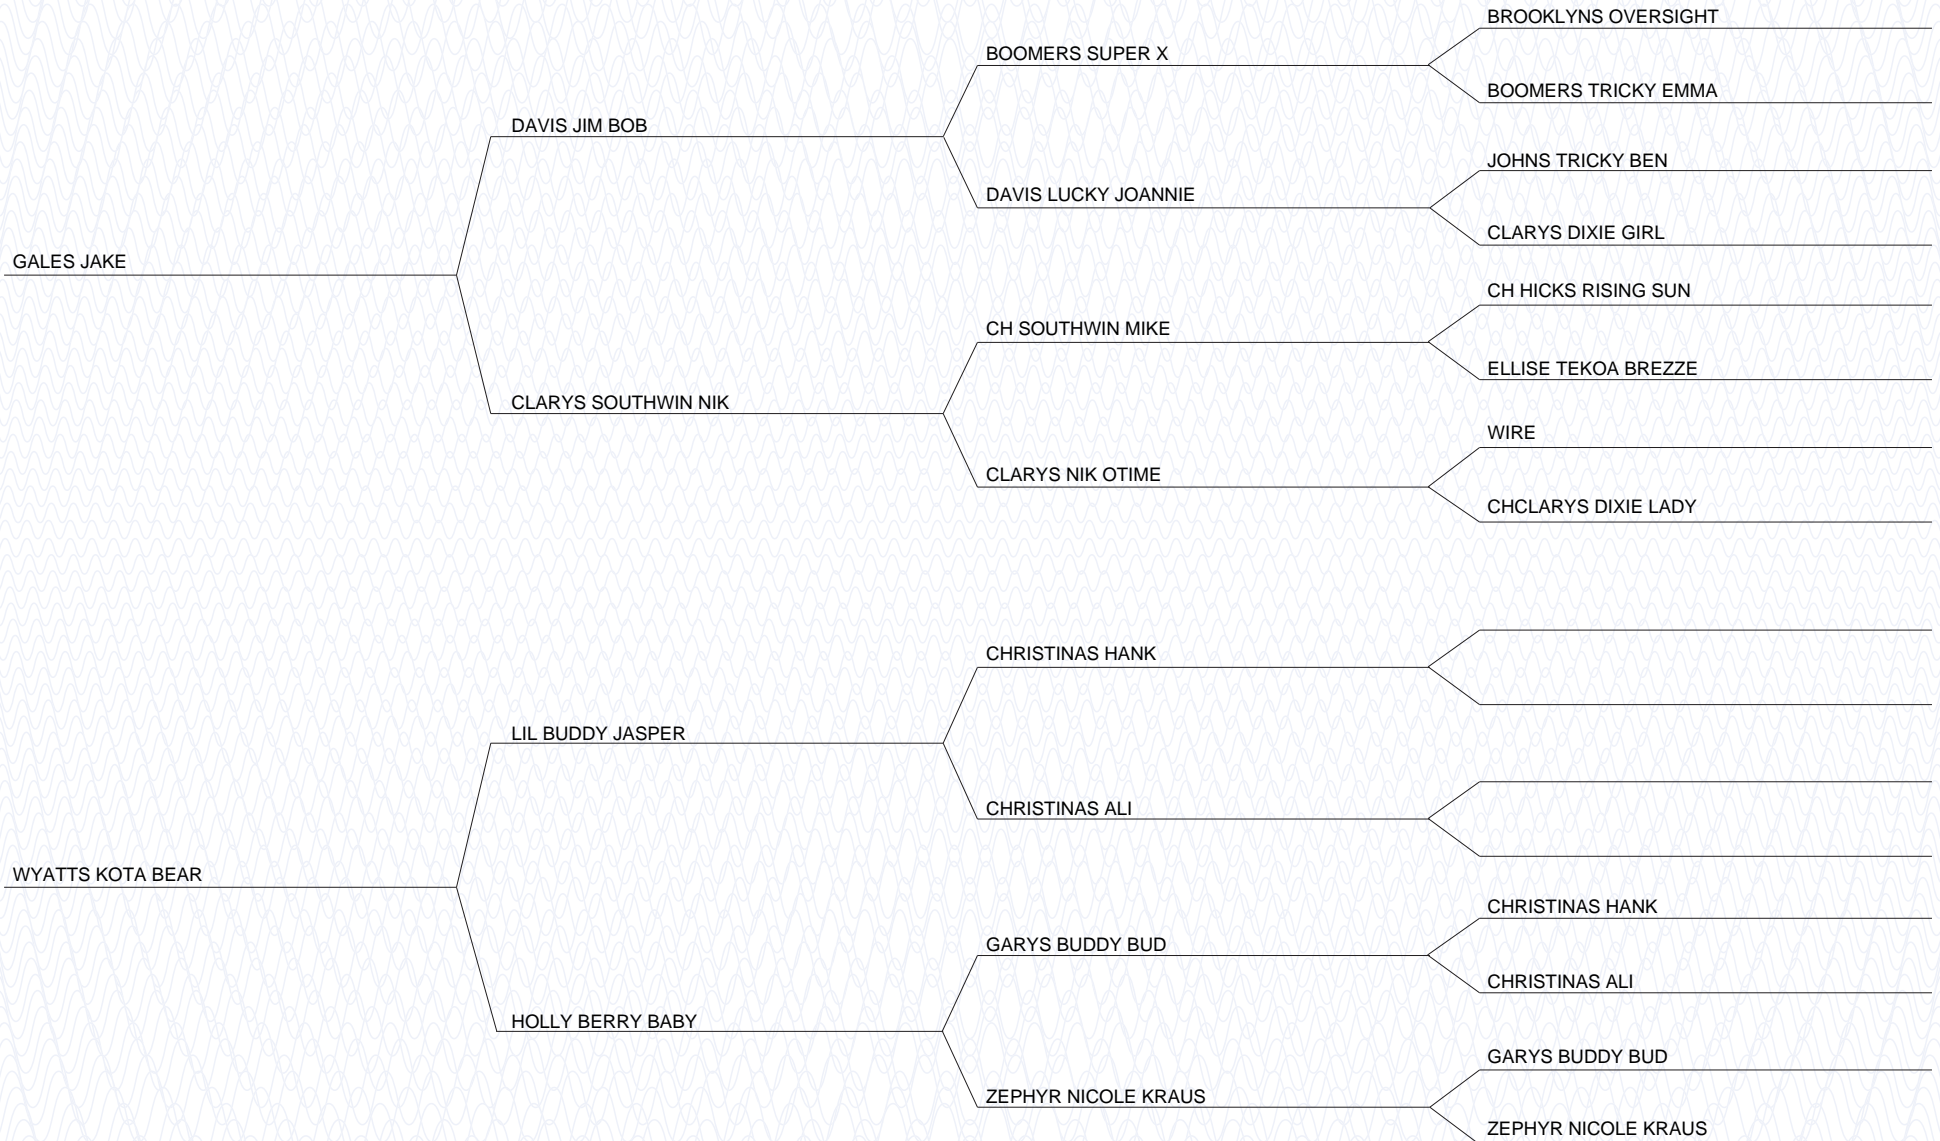 BROOKLYNS OVERSIGHT
BOOMERS SUPER X
BOOMERS TRICKY EMMA
DAVIS JIM BOB
JOHNS TRICKY BEN
DAVIS LUCKY JOANNIE
CLARYS DIXIE GIRL
GALES JAKE
CH HICKS RISING SUN
CH SOUTHWIN MIKE
ELLISE TEKOA BREZZE
CLARYS SOUTHWIN NIK
WIRE
CLARYS NIK OTIME
CHCLARYS DIXIE LADY
CHRISTINAS HANK
LIL BUDDY JASPER
CHRISTINAS ALI
WYATTS KOTA BEAR
CHRISTINAS HANK
GARYS BUDDY BUD
CHRISTINAS ALI
HOLLY BERRY BABY
GARYS BUDDY BUD
ZEPHYR NICOLE KRAUS
ZEPHYR NICOLE KRAUS